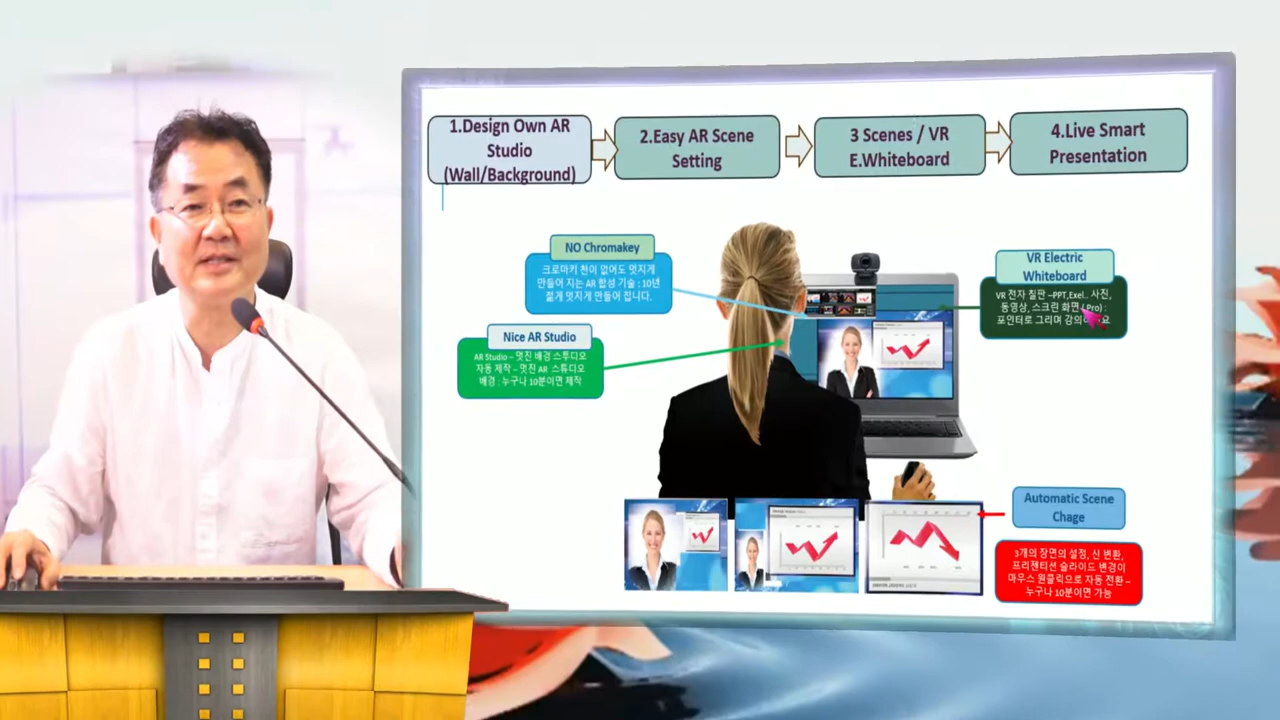 1.Design Own AR
Studio
(Wall/Background)
2.Easy AR Scene
Setting
3 Scenes / VR
E.Whiteboard
4.Live Smart
Presentation
NO Chromakey
크로마키 천이 없어도 멋지게
만들어 지는 AR 합성 기술 : 10년
젊게 멋지게 만들어 집니다.
Nice AR Studio
AR Studio – 멋진 배경 스투디오
자동 제작 – 멋진 AR 스튜디오
배경 : 누구나 10분이면 제작
VR Electric
Whiteboard
VR 전자 칠판 –PPT,Exel.. 사진,
동영상, 스크린 화면 ( Pro) :
포인터로 그리며
Automatic Scene
Chage
3개의 장면의 설정, 신 변환,
프리젠티션 슬라이드 변경이
마우스 원클릭으로 자동 전환 –
누구나 10분이면 가능